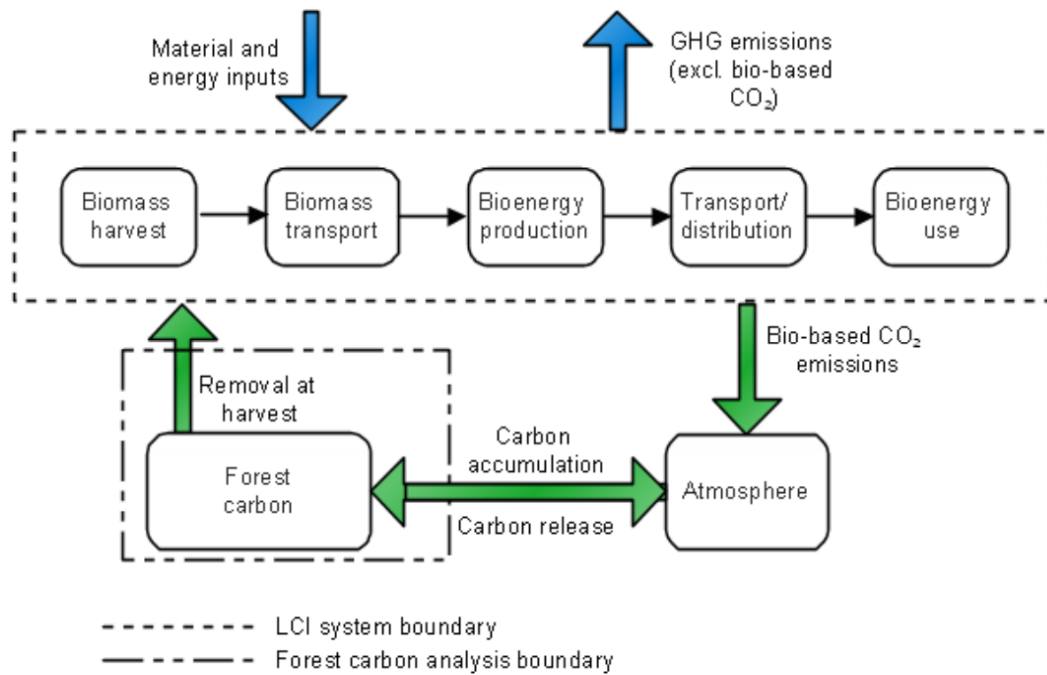 Material and
energy inputs
GHG emissions
(excl. bio-based
CO₂)
Biomass
harvest
Biomass
transport
Bioenergy
production
Transport/
distribution
Bioenergy
use
Removal at
harvest
Bio-based CO₂
emissions
Forest
carbon
Carbon
accumulation
Carbon release
Atmosphere
LCI system boundary
Forest carbon analysis boundary